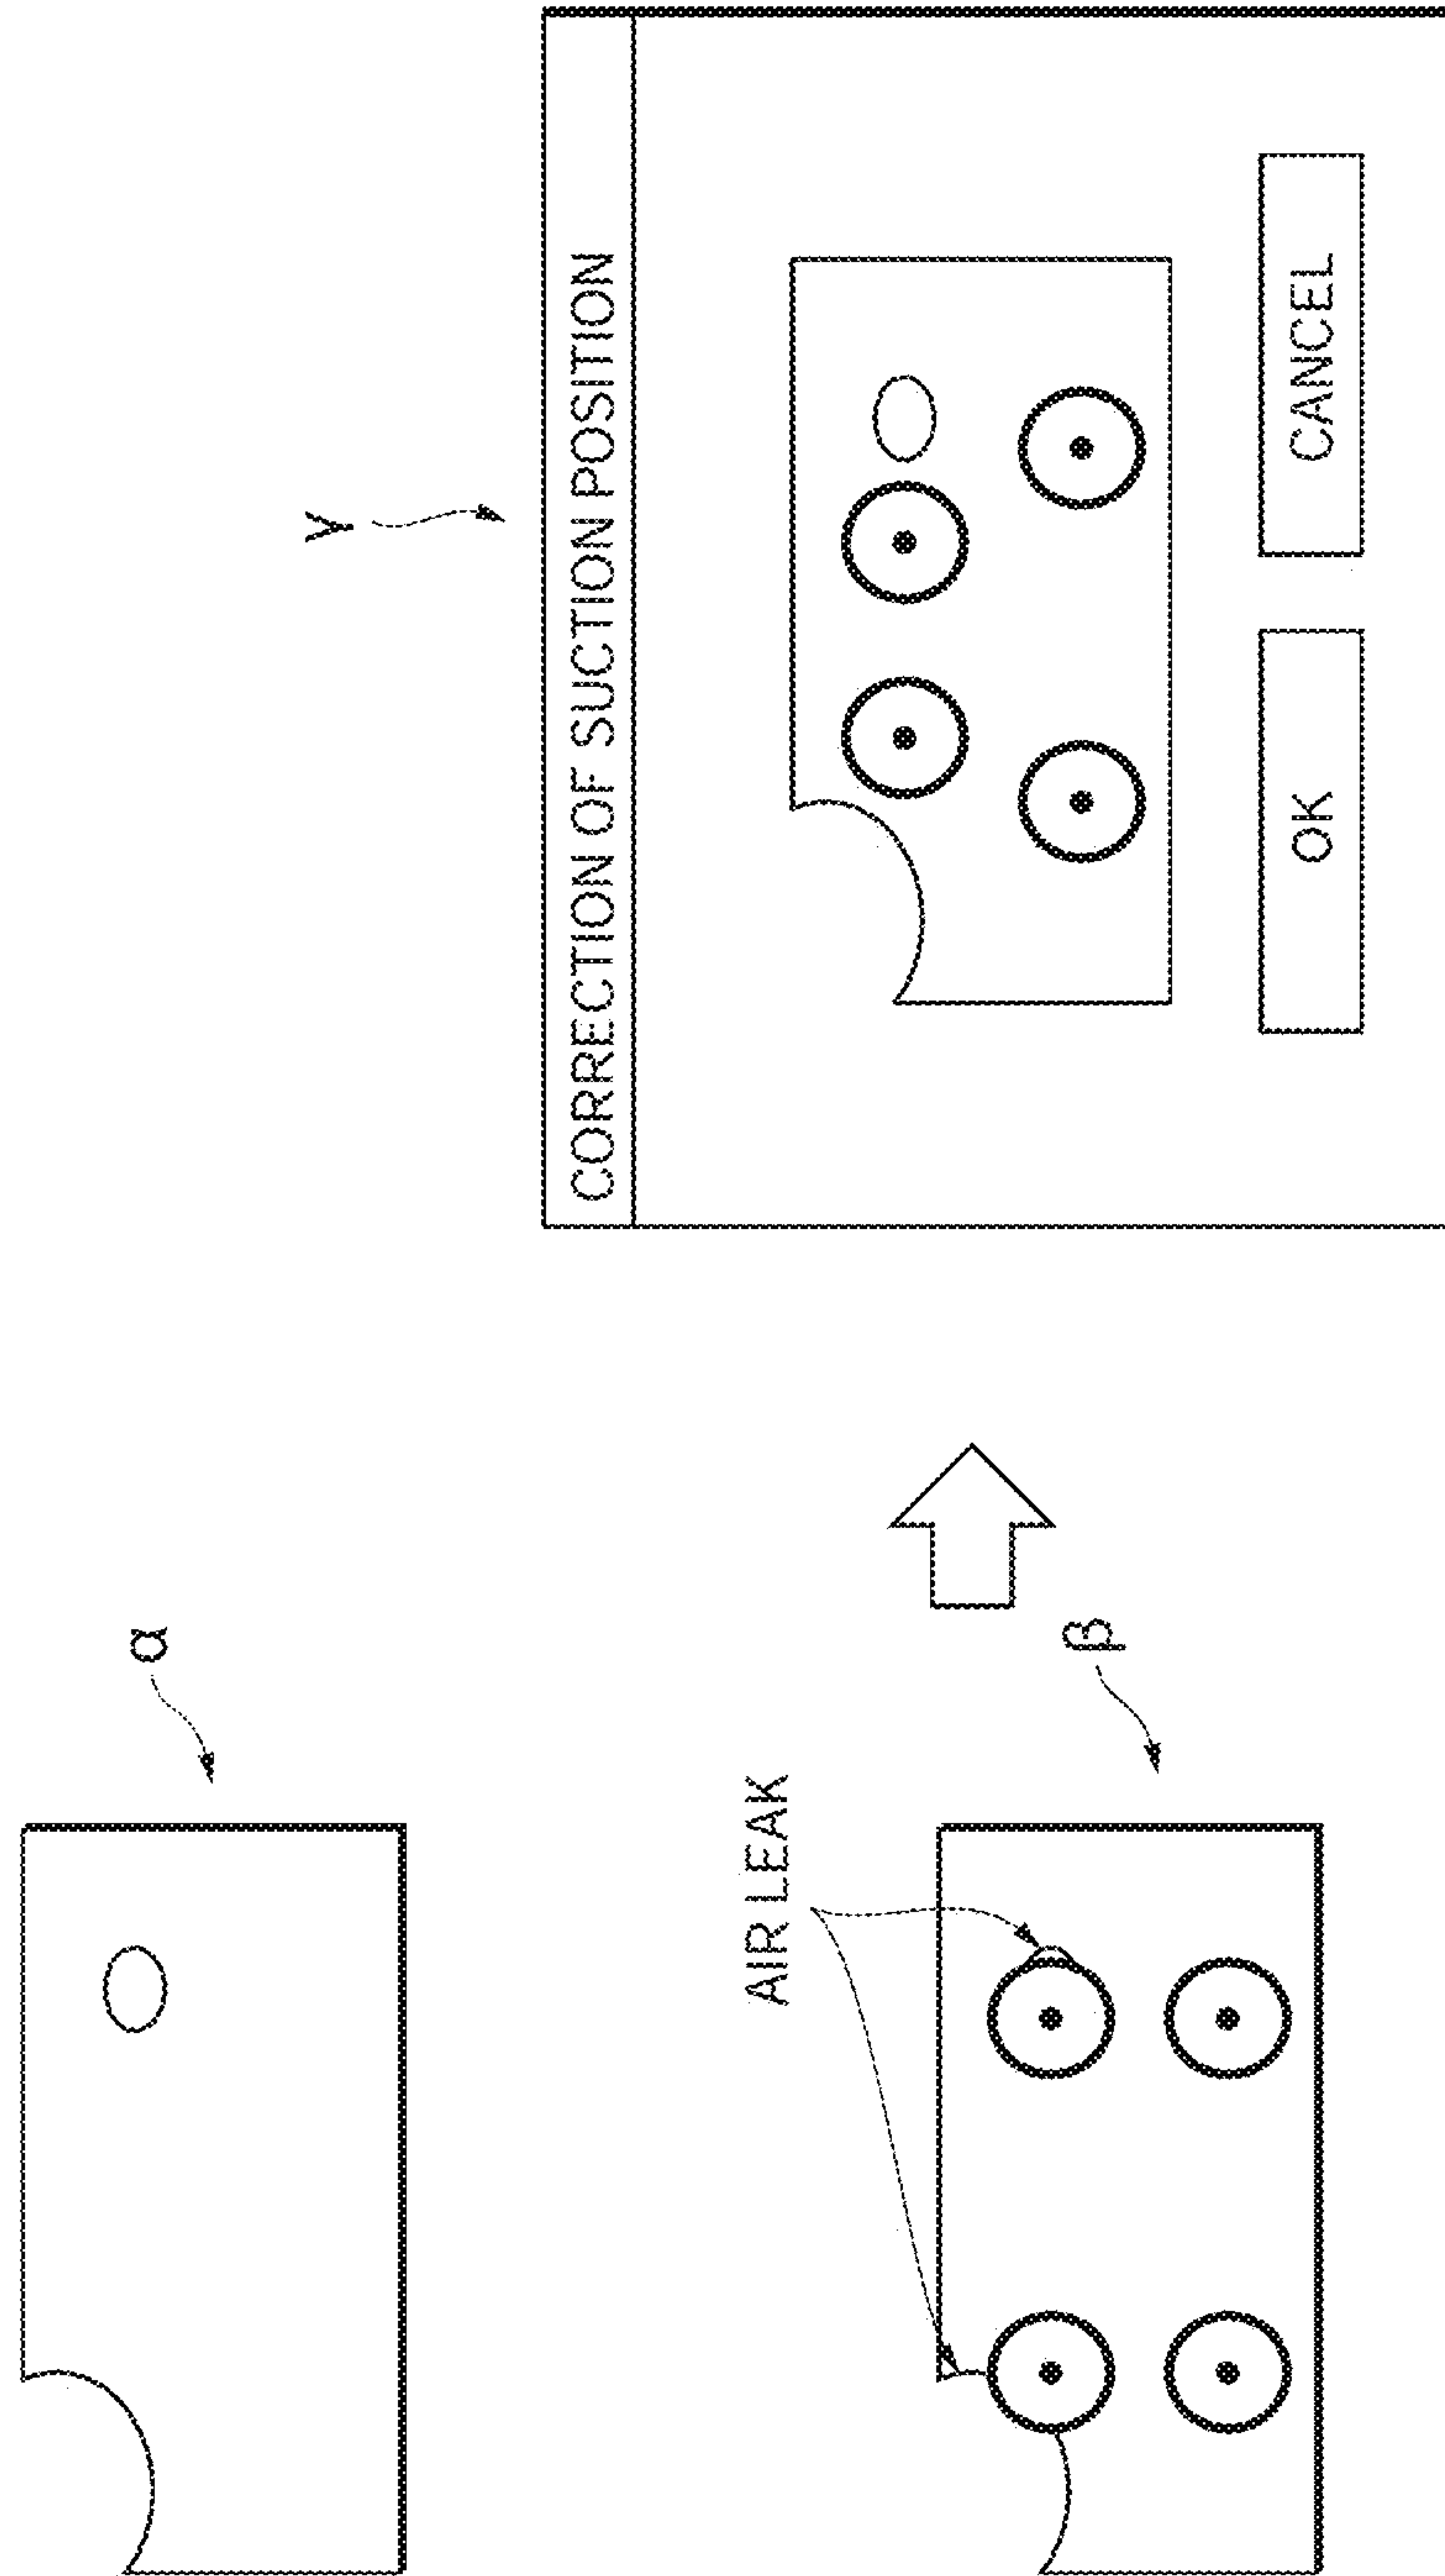 α
AIR LEAK
β
γ
CORRECTION OF SUCTION POSITION
OK
CANCEL